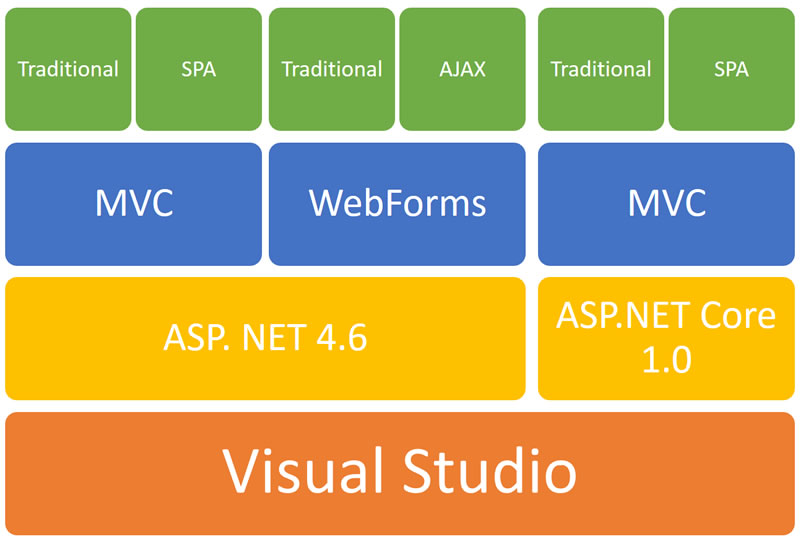 Traditional
SPA
Traditional
AJAX
Traditional
SPA
MVC
WebForms
MVC
ASP. NET 4.6
ASP.NET Core
1.0
Visual Studio